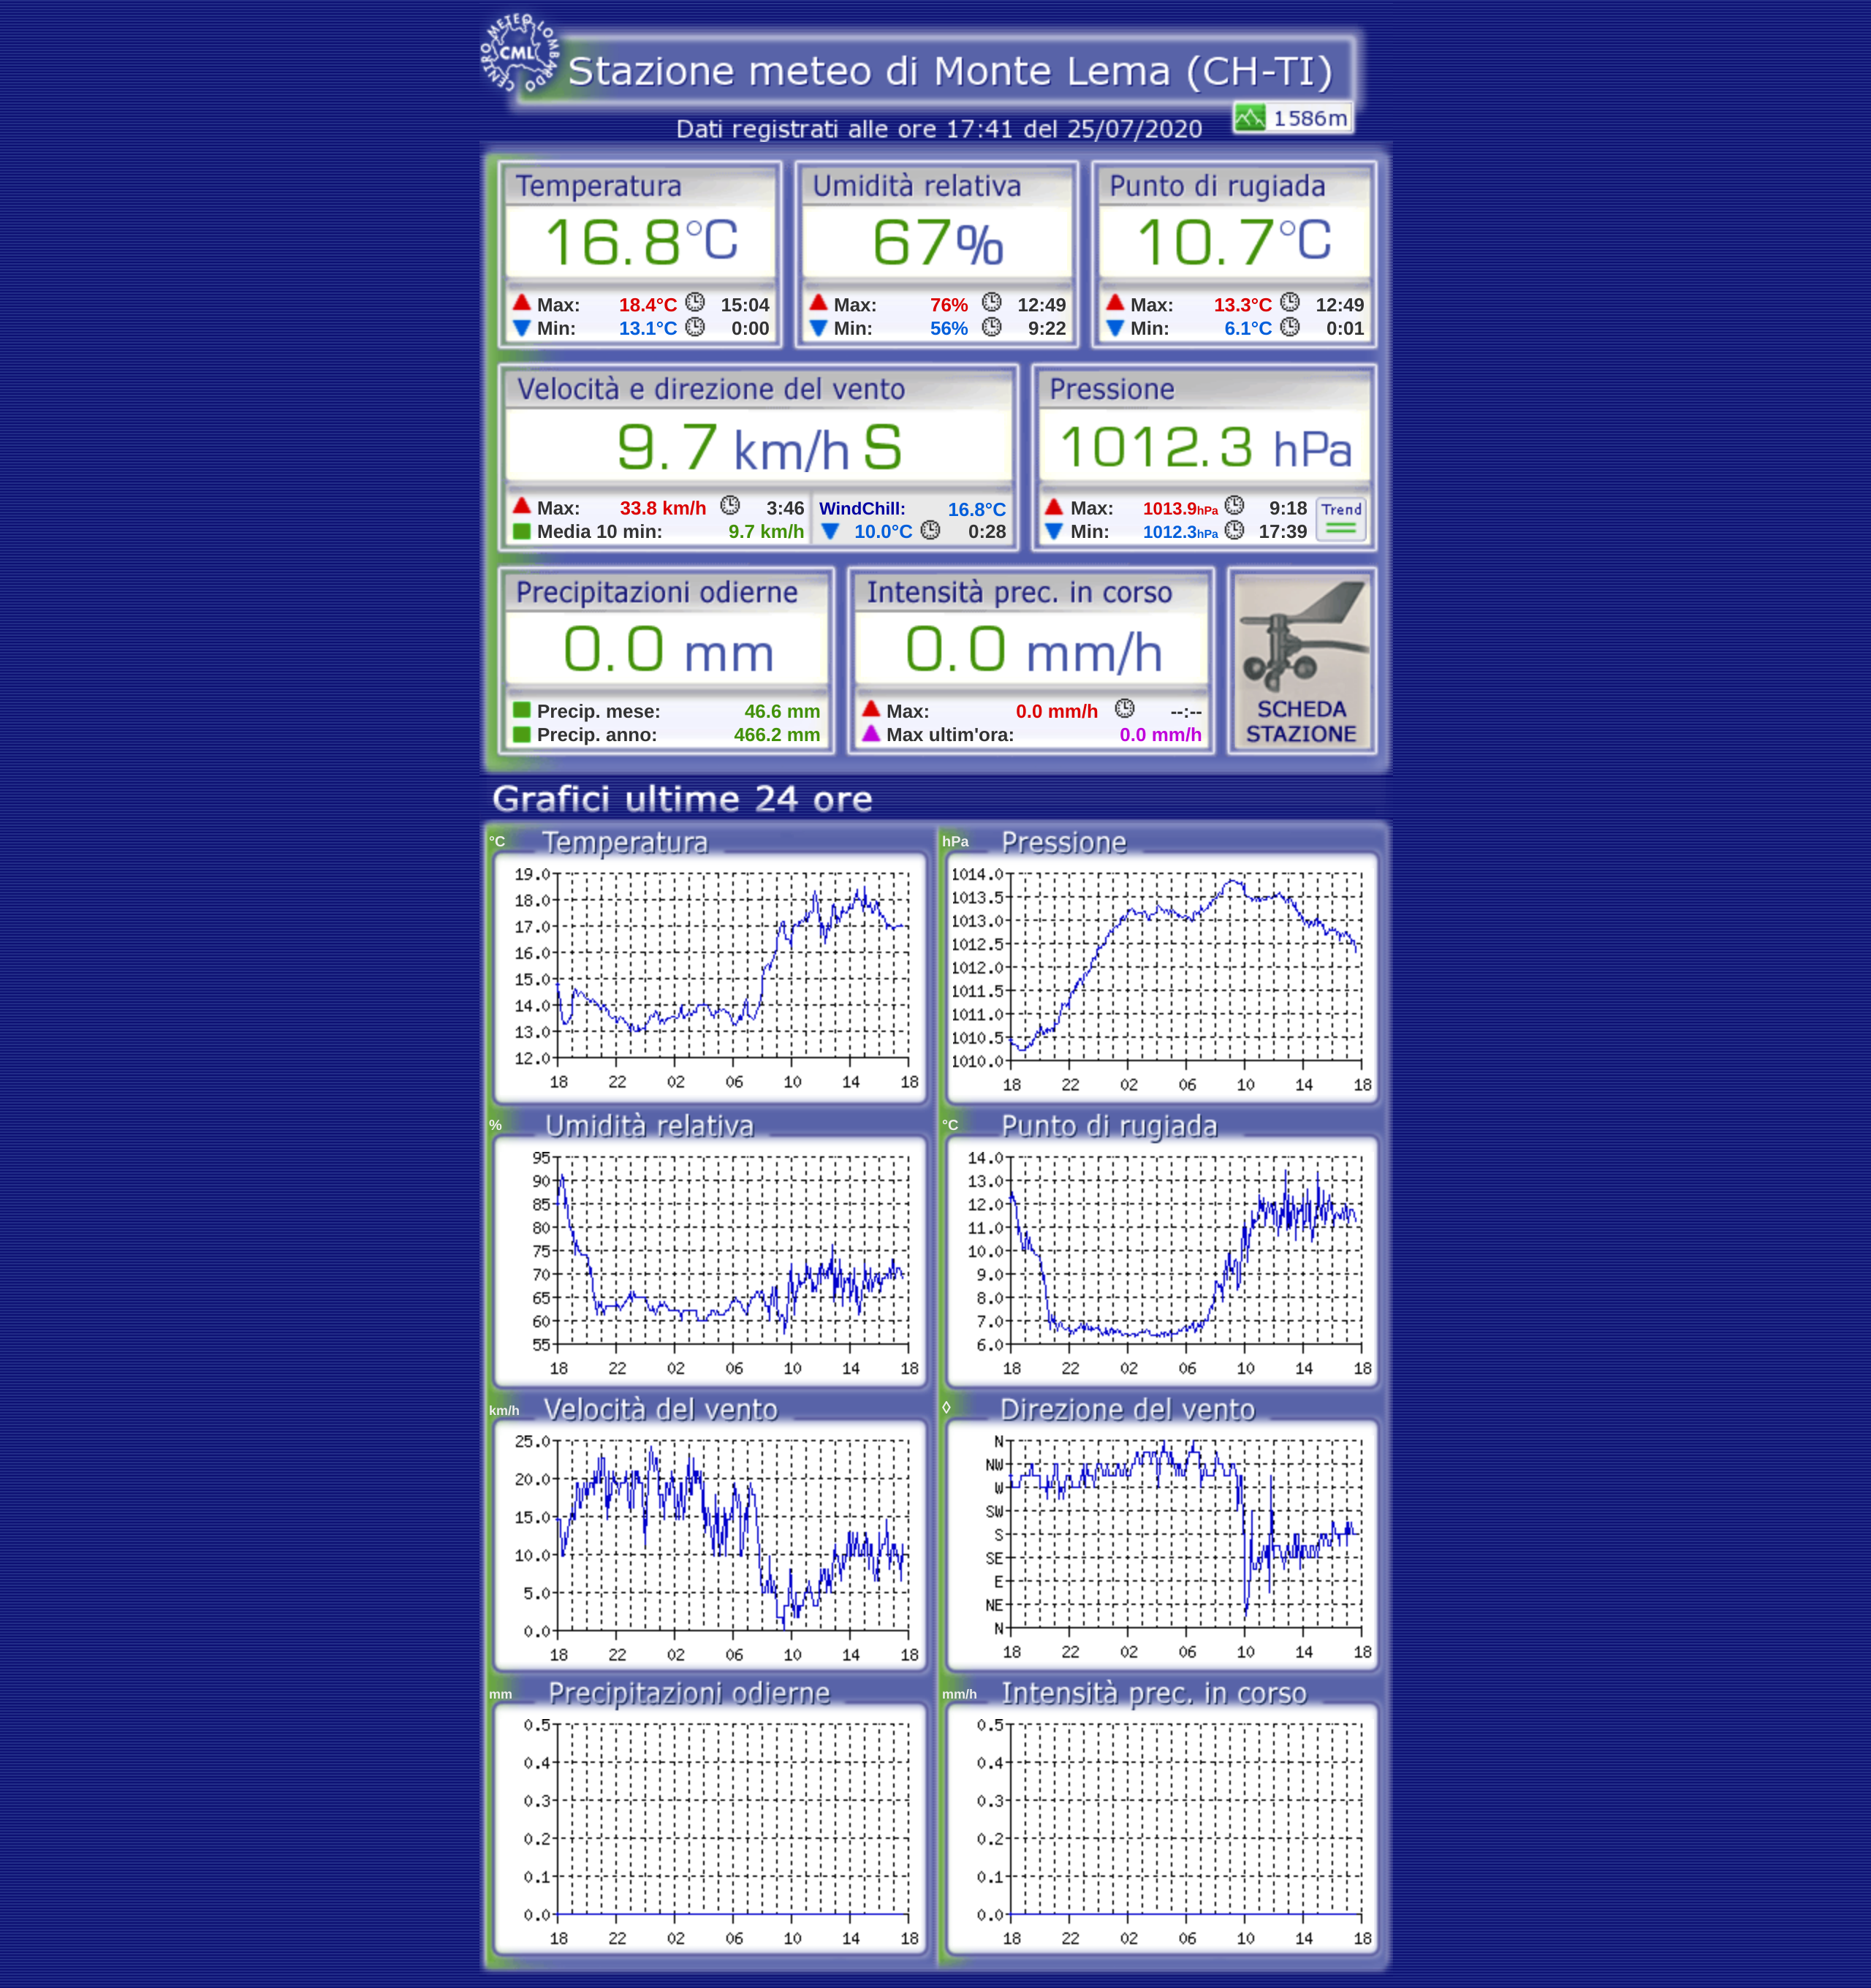 CENTRO METEO LOMBARDO
CML
Stazione meteo di Monte Lema (CH-TI)
1586m
Dati registrati alle ore 17:41 del 25/07/2020
Temperatura
16.8°C
Max: 18.4°C 15:04
Min: 13.1°C 0:00
Umidità relativa
67%
Max: 76% 12:49
Min: 56% 9:22
Punto di rugiada
10.7°C
Max: 13.3°C 12:49
Min: 6.1°C 0:01
Velocità e direzione del vento
9.7 km/h S
Max: 33.8 km/h 3:46
Media 10 min: 9.7 km/h
WindChill: 16.8°C
10.0°C 0:28
Pressione
1012.3 hPa
Max: 1013.9hPa 9:18
Min: 1012.3hPa 17:39
Trend
Precipitazioni odierne
0.0 mm
Precip. mese: 46.6 mm
Precip. anno: 466.2 mm
Intensità prec. in corso
0.0 mm/h
Max: 0.0 mm/h --:--
Max ultim'ora: 0.0 mm/h
SCHEDA
STAZIONE
Grafici ultime 24 ore
°C Temperatura
19.0
18.0
17.0
16.0
15.0
14.0
13.0
12.0
18 22 02 06 10 14 18
hPa Pressione
1014.0
1013.5
1013.0
1012.5
1012.0
1011.5
1011.0
1010.5
1010.0
18 22 02 06 10 14 18
% Umidità relativa
95
90
85
80
75
70
65
60
55
18 22 02 06 10 14 18
°C Punto di rugiada
14.0
13.0
12.0
11.0
10.0
9.0
8.0
7.0
6.0
18 22 02 06 10 14 18
km/h Velocità del vento
25.0
20.0
15.0
10.0
5.0
0.0
18 22 02 06 10 14 18
◊ Direzione del vento
N
NW
W
SW
S
SE
E
NE
N
18 22 02 06 10 14 18
mm Precipitazioni odierne
0.5
0.4
0.3
0.2
0.1
0.0
18 22 02 06 10 14 18
mm/h Intensità prec. in corso
0.5
0.4
0.3
0.2
0.1
0.0
18 22 02 06 10 14 18